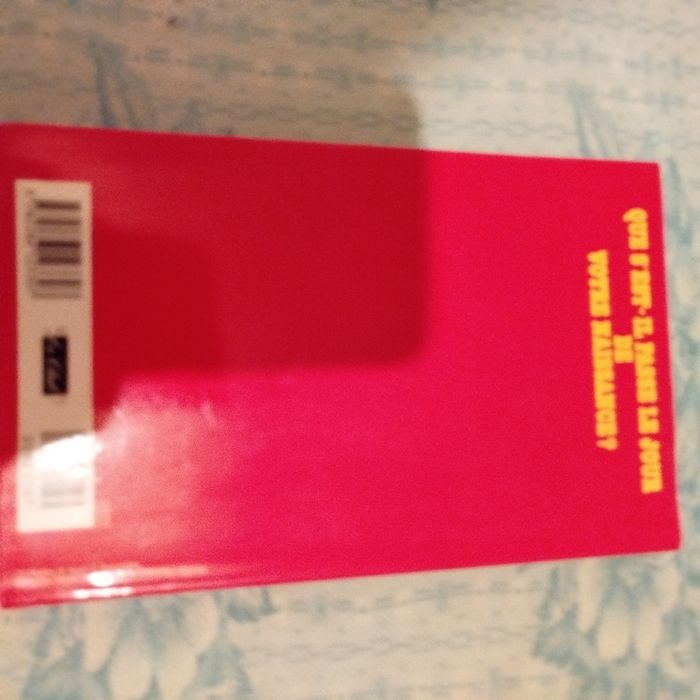 QUE S'EST-IL PASSE LE JOUR
DE
VOTRE NAISSANCE?